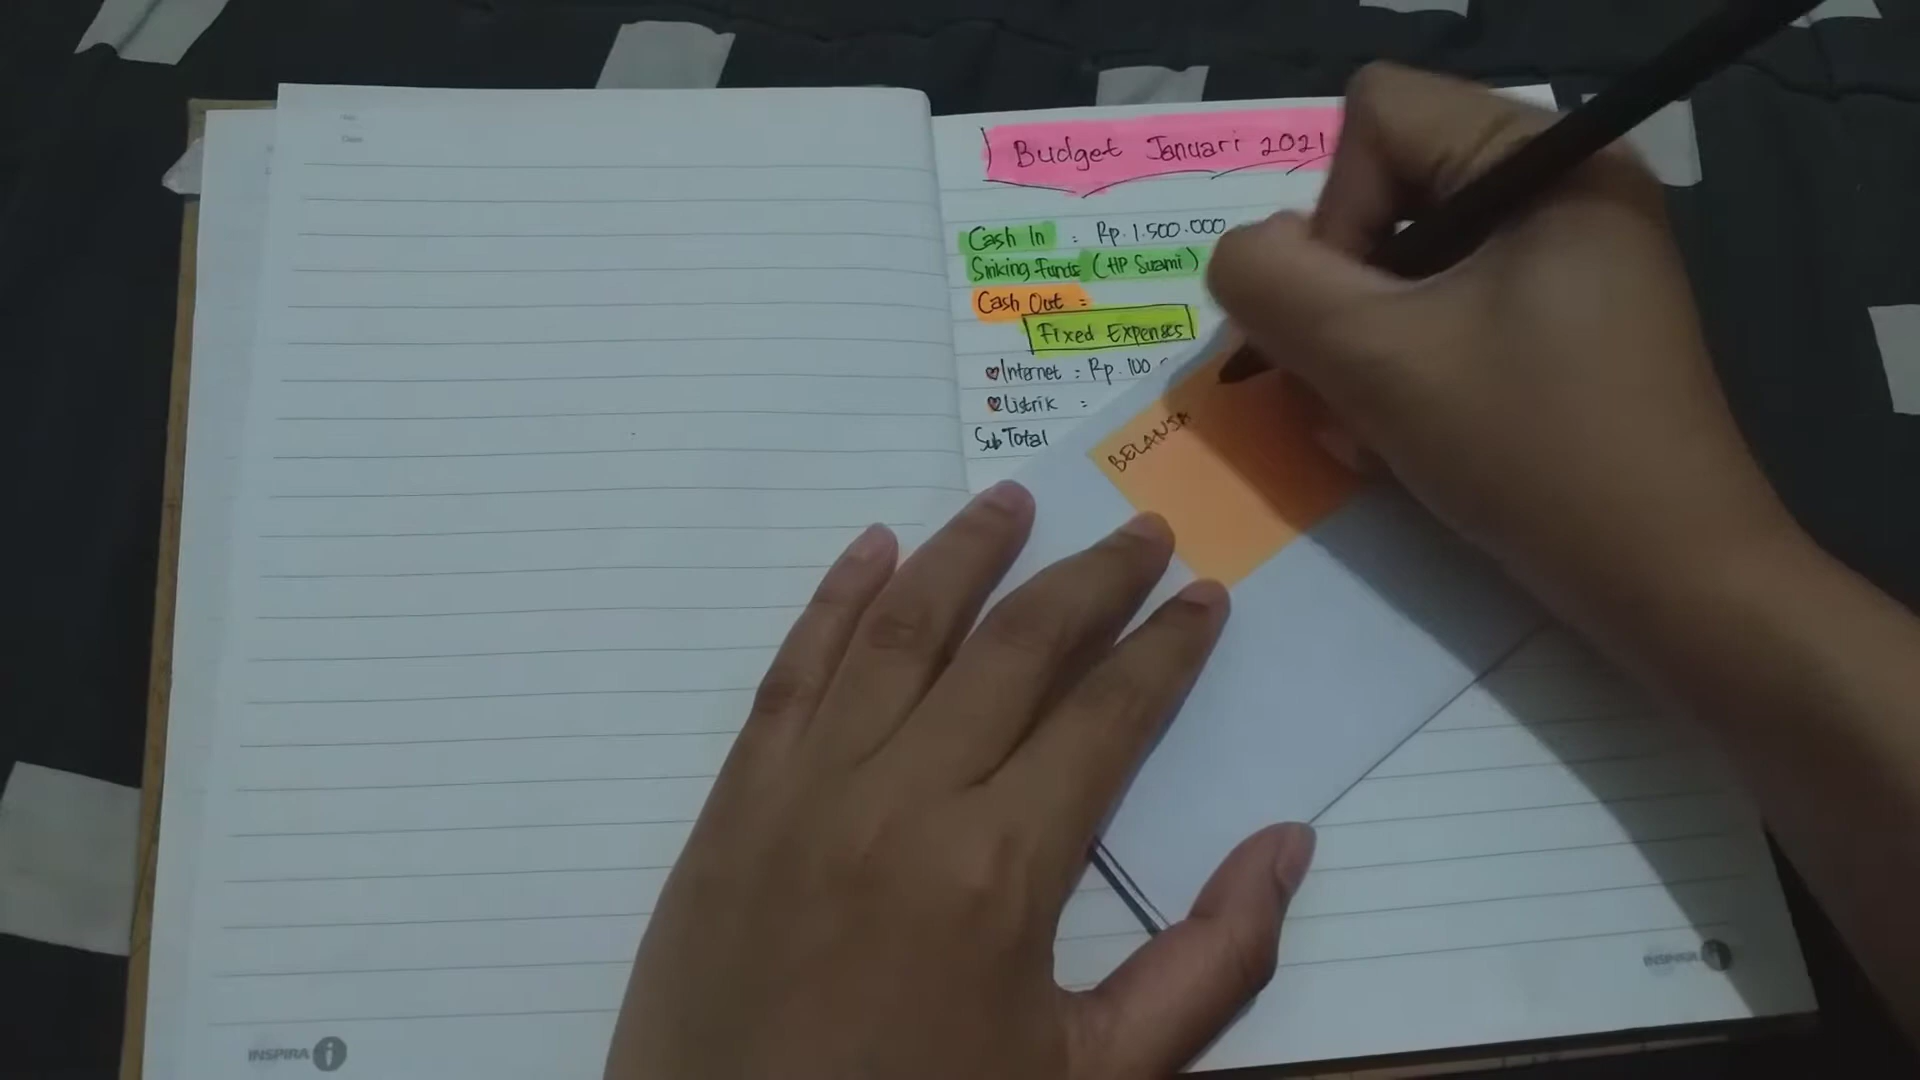 Budget Januari 2021
Cash In : Rp. 1.500.000
Sinking Funds (HP Suami)
Cash Out :
Fixed Expenses
Internet : Rp. 100
Listrik :
Sub Total
BELANJA
INSPIRA
INSPIRA